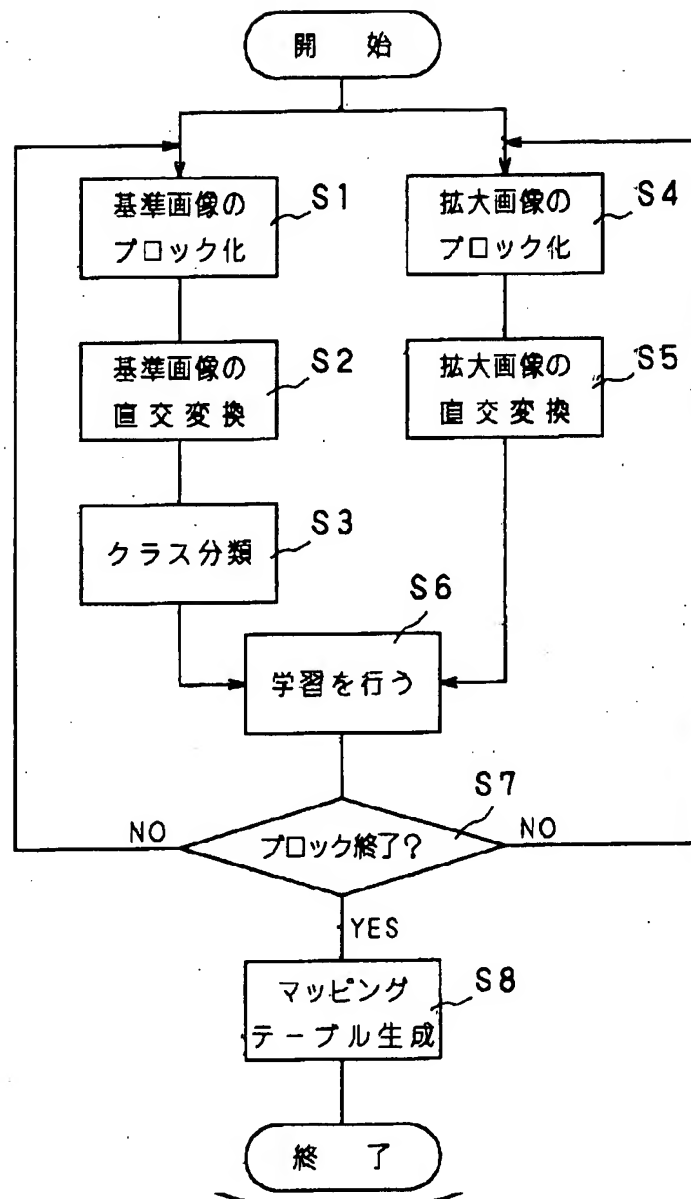 開 始
基準画像の
ブロック化
S1
拡大画像の
ブロック化
S4
基準画像の
直交変換
S2
拡大画像の
直交変換
S5
クラス分類
S3
S6
学習を行う
S7
NO
ブロック終了?
NO
YES
マッピング
テーブル生成
S8
終 了